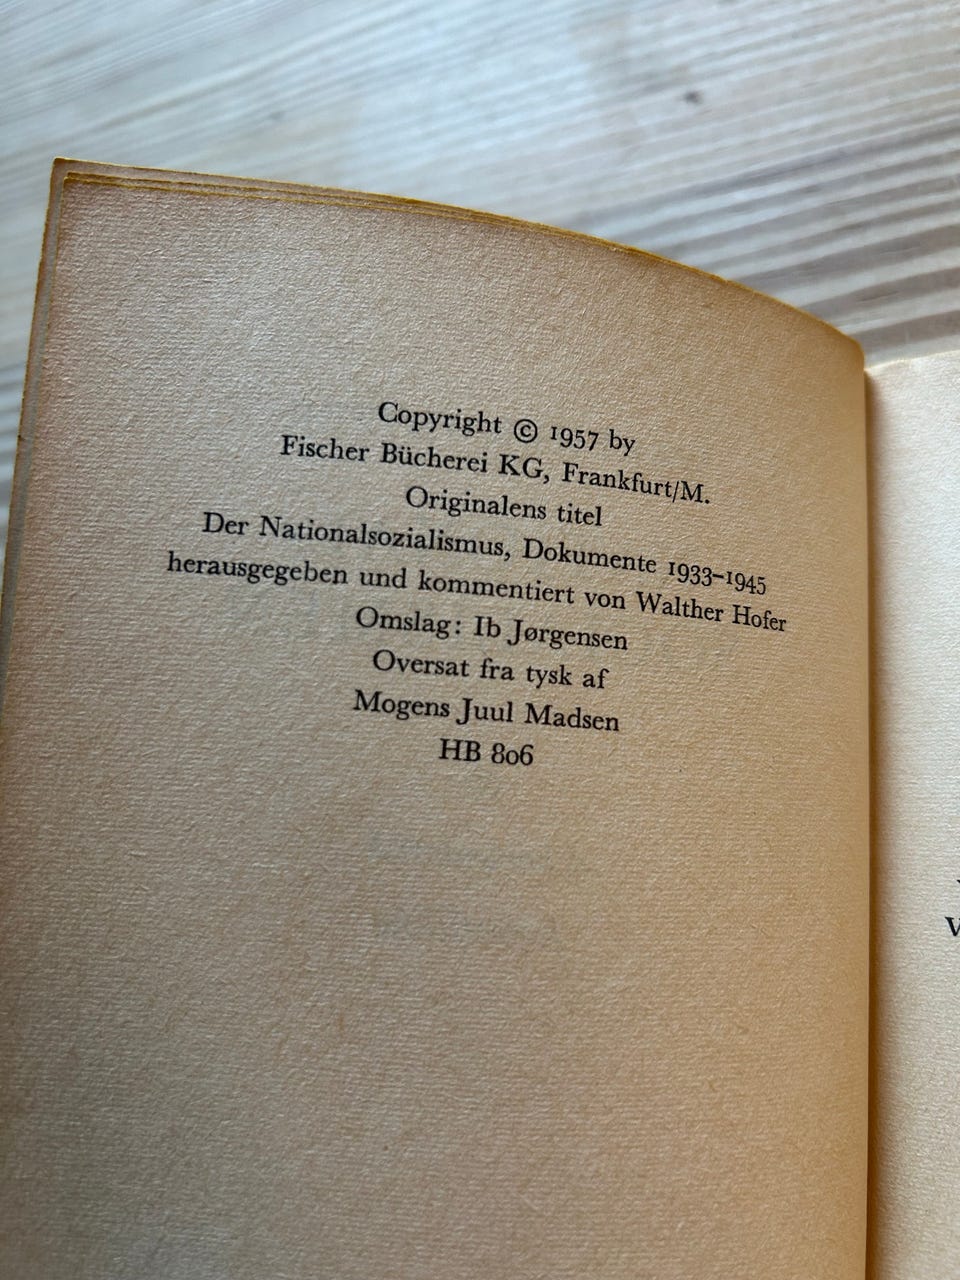 Copyright © 1957 by
Fischer Bücherei KG, Frankfurt/M.
Originalens titel
Der Nationalsozialismus, Dokumente 1933–1945
herausgegeben und kommentiert von Walther Hofer
Omslag: Ib Jørgensen
Oversat fra tysk af
Mogens Juul Madsen
HB 806